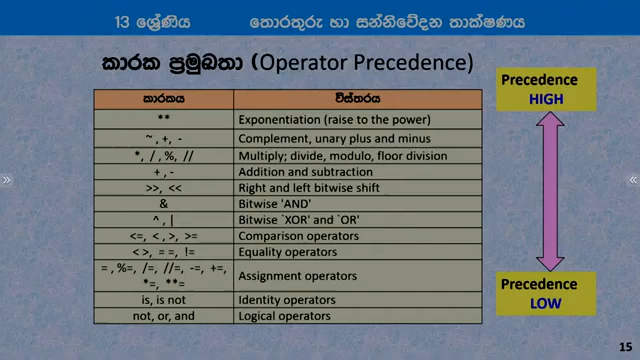 13 ශ්‍රේණිය තොරතුරු හා සන්නිවේදන තාක්ෂණය
කාරක ප්‍රමුඛතා (Operator Precedence)
Precedence
HIGH
කාරකය විස්තරය
** Exponentiation (raise to the power)
~ , +, - Complement, unary plus and minus
*, / , %, // Multiply; divide, modulo, floor division
+ , - Addition and subtraction
>>, << Right and left bitwise shift
& Bitwise 'AND'
^ , | Bitwise `XOR' and `OR'
<=, < , >, >= Comparison operators
< >, = =, != Equality operators
= , %=, /=, //=, -=, +=,
*=, **= Assignment operators
is, is not Identity operators
not, or, and Logical operators
Precedence
LOW
15